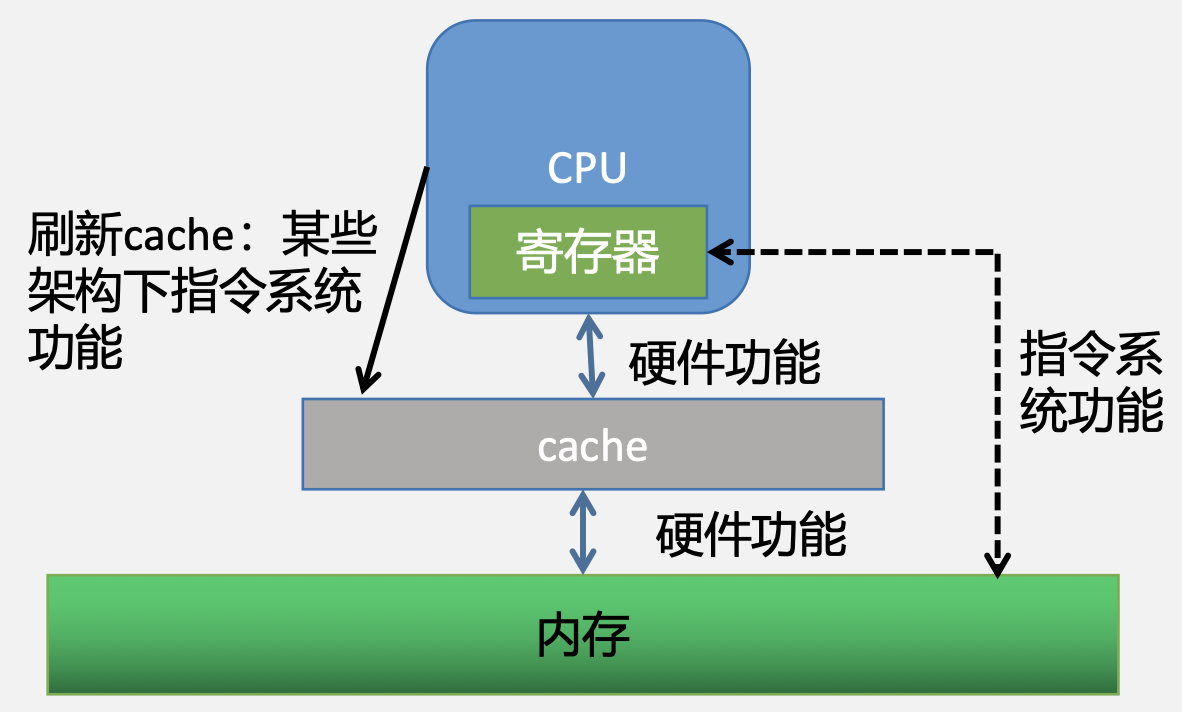 CPU
寄存器
刷新cache：某些
架构下指令系统
功能
硬件功能
指令系
统功能
cache
硬件功能
内存